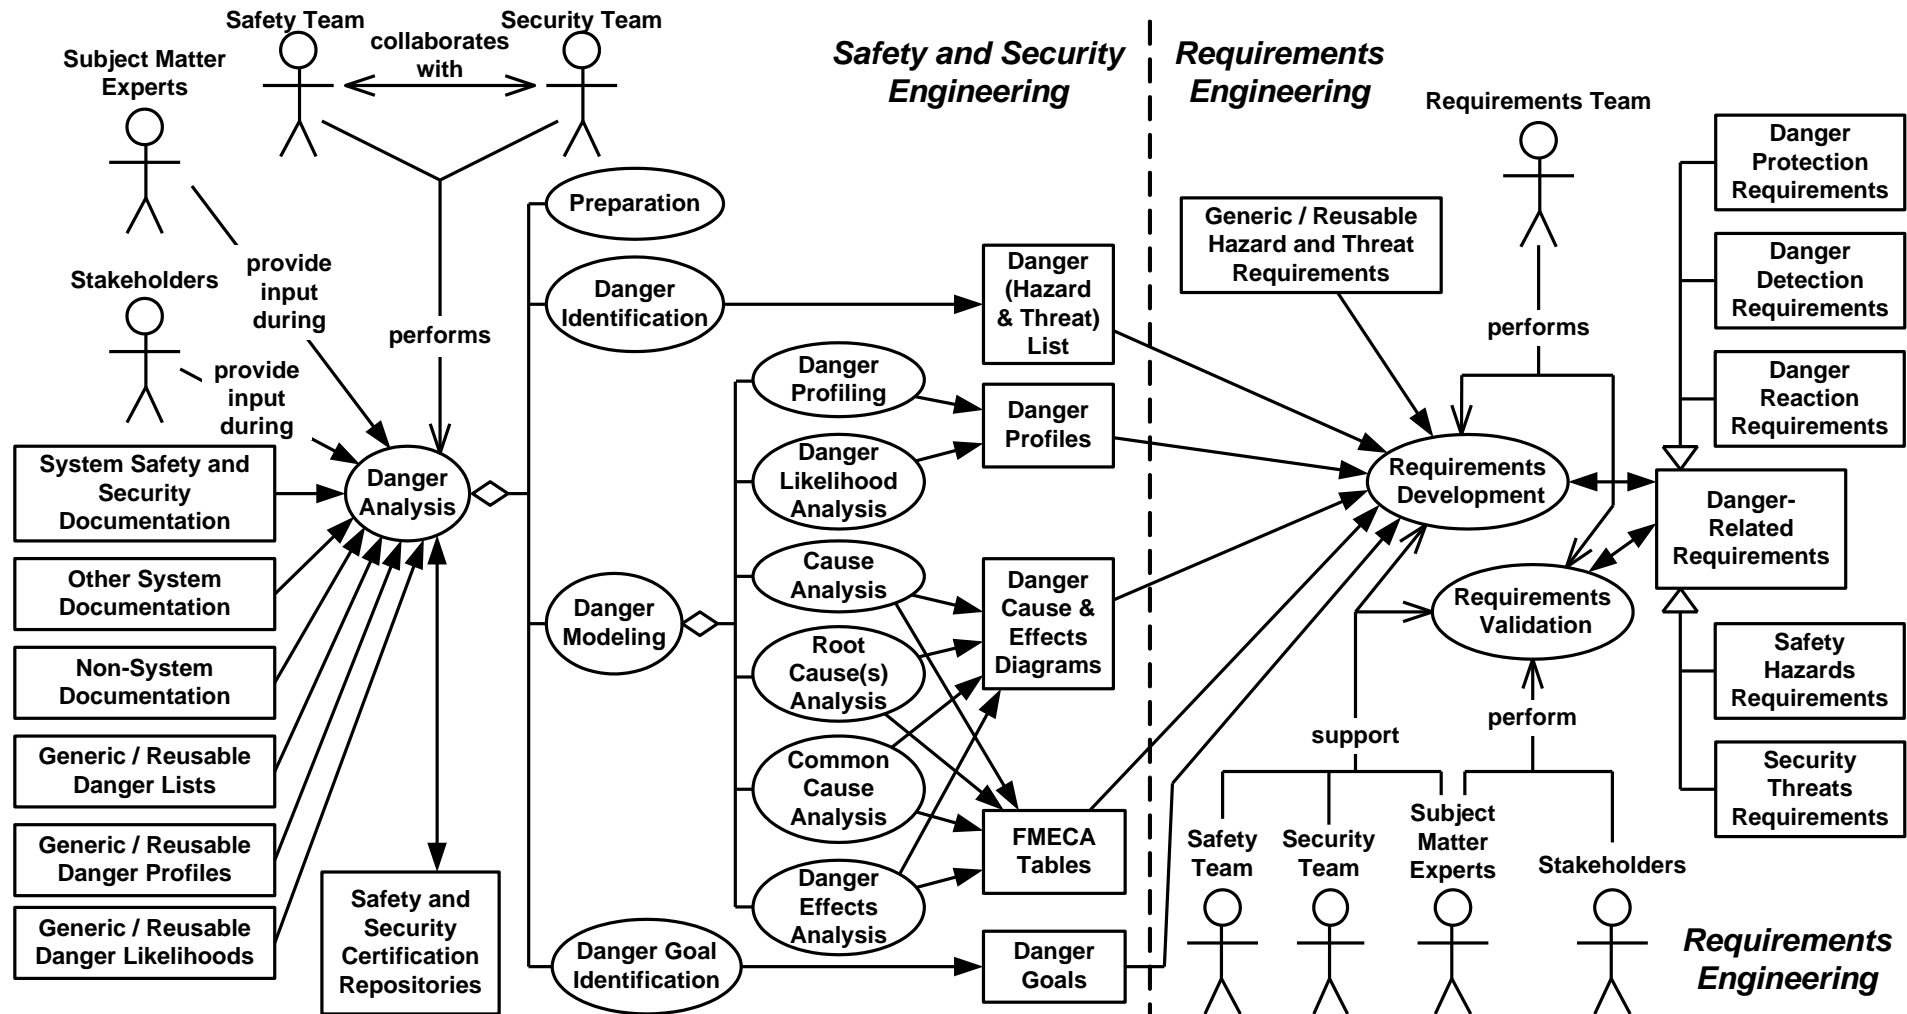 Safety Team
Security Team
collaborates
with
Subject Matter
Experts
Safety and Security
Engineering
Requirements
Engineering
Requirements Team
Danger
Protection
Requirements
Preparation
Generic / Reusable
Hazard and Threat
Requirements
Stakeholders
provide
input
during
Danger
Identification
Danger
(Hazard
& Threat)
List
Danger
Detection
Requirements
performs
performs
provide
input
during
Danger
Profiling
Danger
Profiles
Danger
Reaction
Requirements
System Safety and
Security
Documentation
Danger
Analysis
Danger
Likelihood
Analysis
Requirements
Development
Danger-
Related
Requirements
Other System
Documentation
Danger
Modeling
Cause
Analysis
Danger
Cause &
Effects
Diagrams
Requirements
Validation
Non-System
Documentation
Root
Cause(s)
Analysis
Safety
Hazards
Requirements
support
perform
Generic / Reusable
Danger Lists
Common
Cause
Analysis
Security
Threats
Requirements
Generic / Reusable
Danger Profiles
FMECA
Tables
Safety
Team
Security
Team
Subject
Matter
Experts
Stakeholders
Generic / Reusable
Danger Likelihoods
Safety and
Security
Certification
Repositories
Danger
Effects
Analysis
Danger Goal
Identification
Danger
Goals
Requirements
Engineering